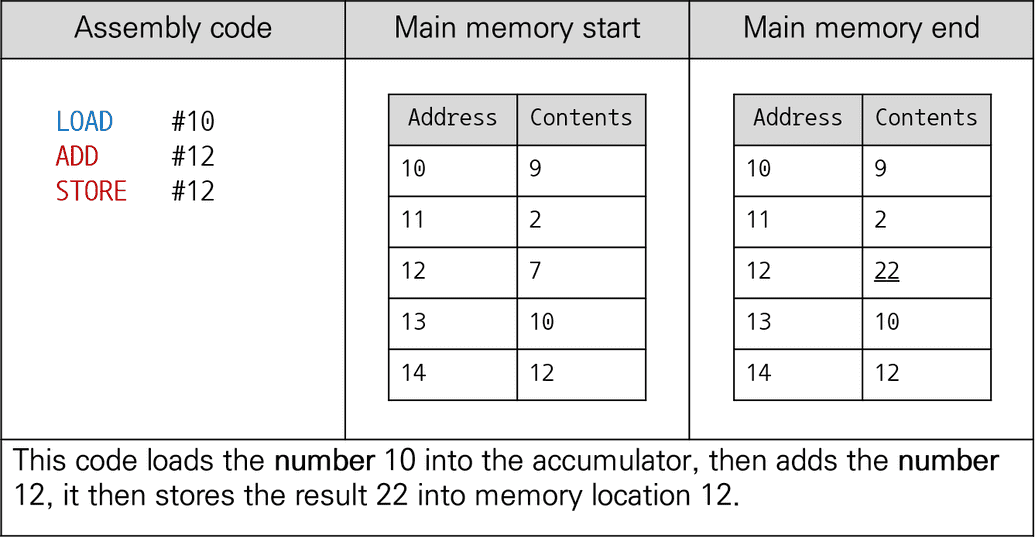 Assembly code Main memory start Main memory end
LOAD #10
ADD #12
STORE #12
Address Contents
10 9
11 2
12 7
13 10
14 12
Address Contents
10 9
11 2
12 22
13 10
14 12
This code loads the number 10 into the accumulator, then adds the number
12, it then stores the result 22 into memory location 12.